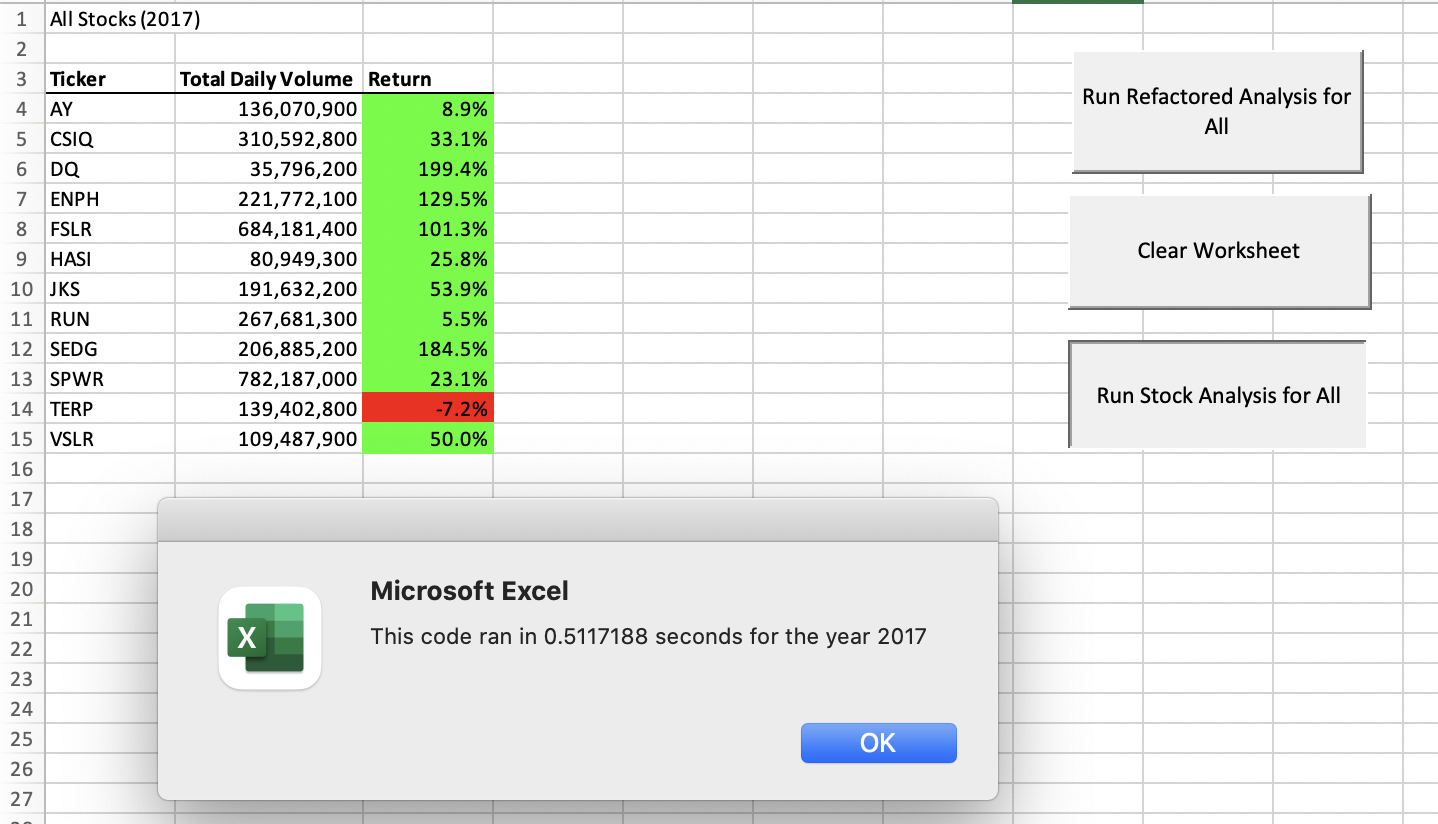 1 All Stocks (2017)
2
3 Ticker Total Daily Volume Return
4 AY 136,070,900 8.9%
5 CSIQ 310,592,800 33.1%
6 DQ 35,796,200 199.4%
7 ENPH 221,772,100 129.5%
8 FSLR 684,181,400 101.3%
9 HASI 80,949,300 25.8%
10 JKS 191,632,200 53.9%
11 RUN 267,681,300 5.5%
12 SEDG 206,885,200 184.5%
13 SPWR 782,187,000 23.1%
14 TERP 139,402,800 -7.2%
15 VSLR 109,487,900 50.0%
16
17
18
19
20
21
22
23
24
25
26
27
Run Refactored Analysis for
All
Clear Worksheet
Run Stock Analysis for All
X
Microsoft Excel
This code ran in 0.5117188 seconds for the year 2017
OK